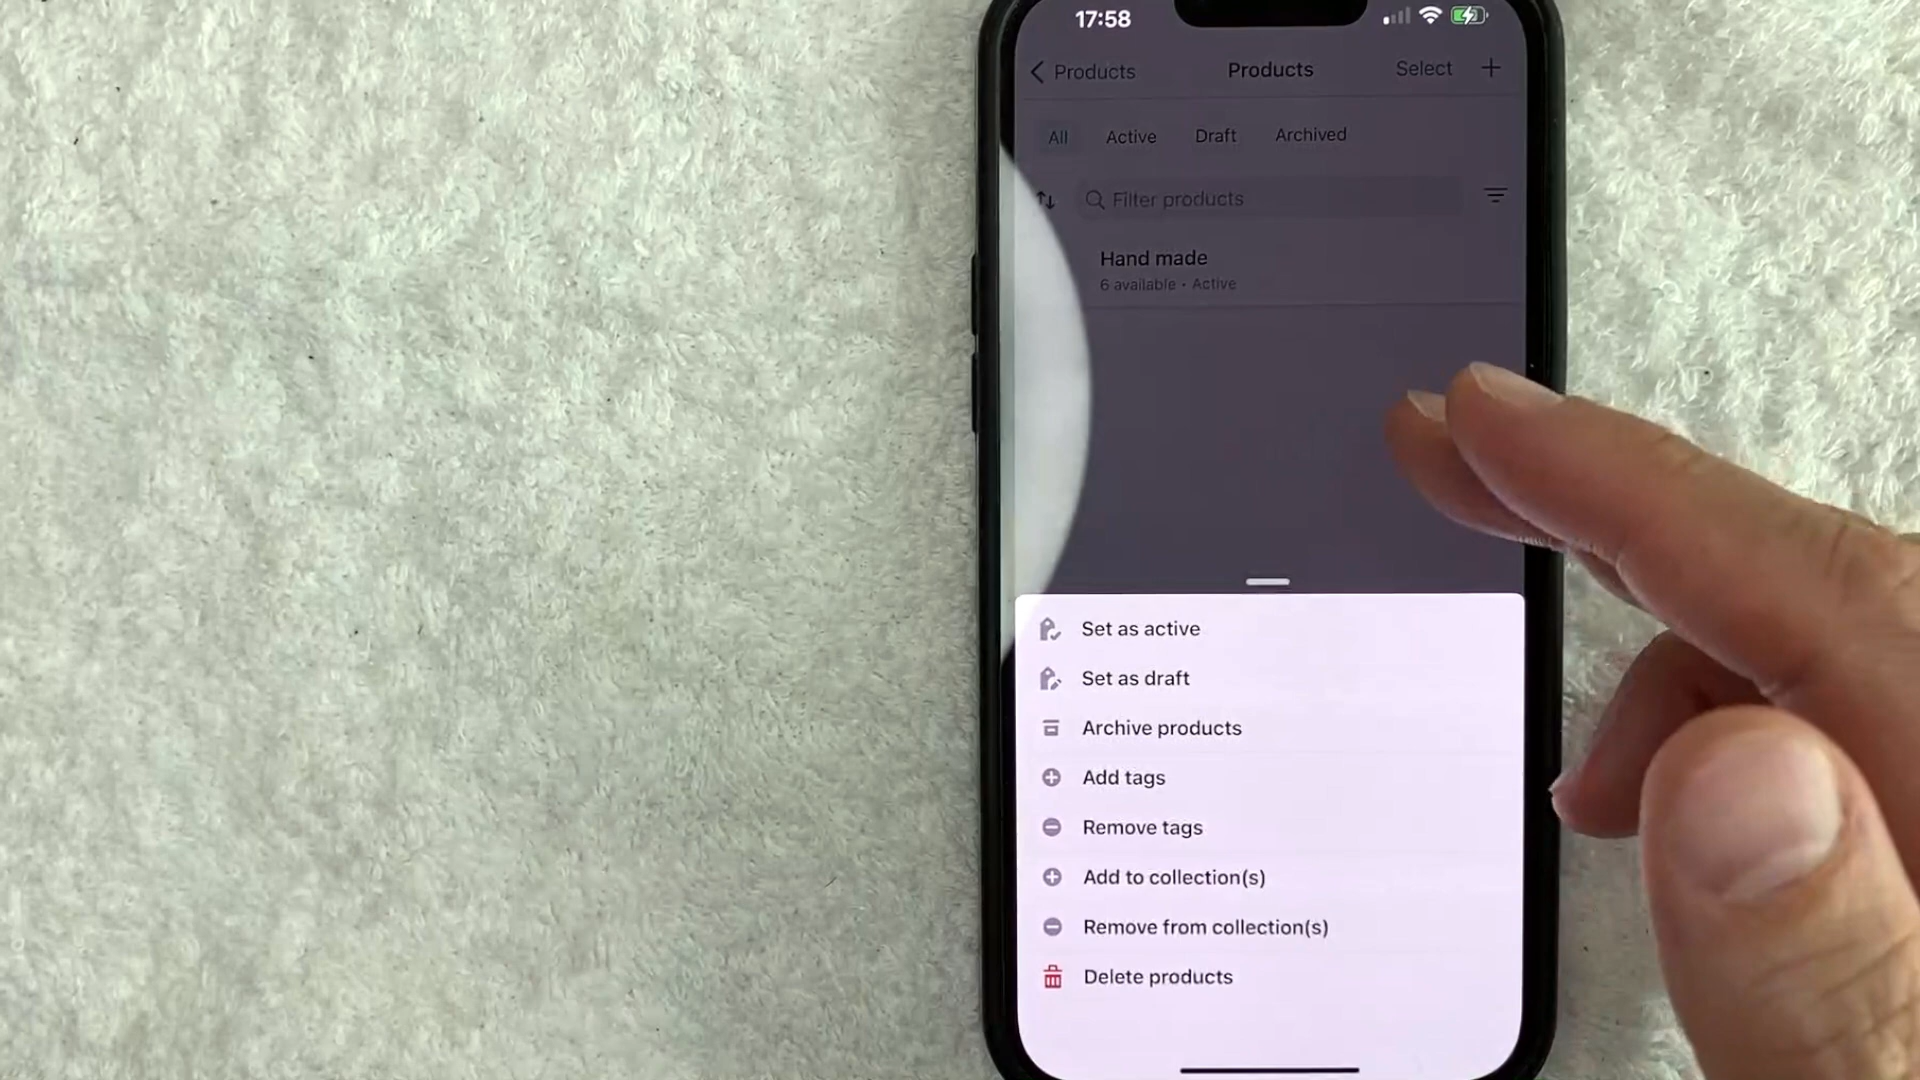 17:58
Products
Products
Select
All
Active
Draft
Archived
Filter products
Hand made
6 available • Active
Set as active
Set as draft
Archive products
Add tags
Remove tags
Add to collection(s)
Remove from collection(s)
Delete products